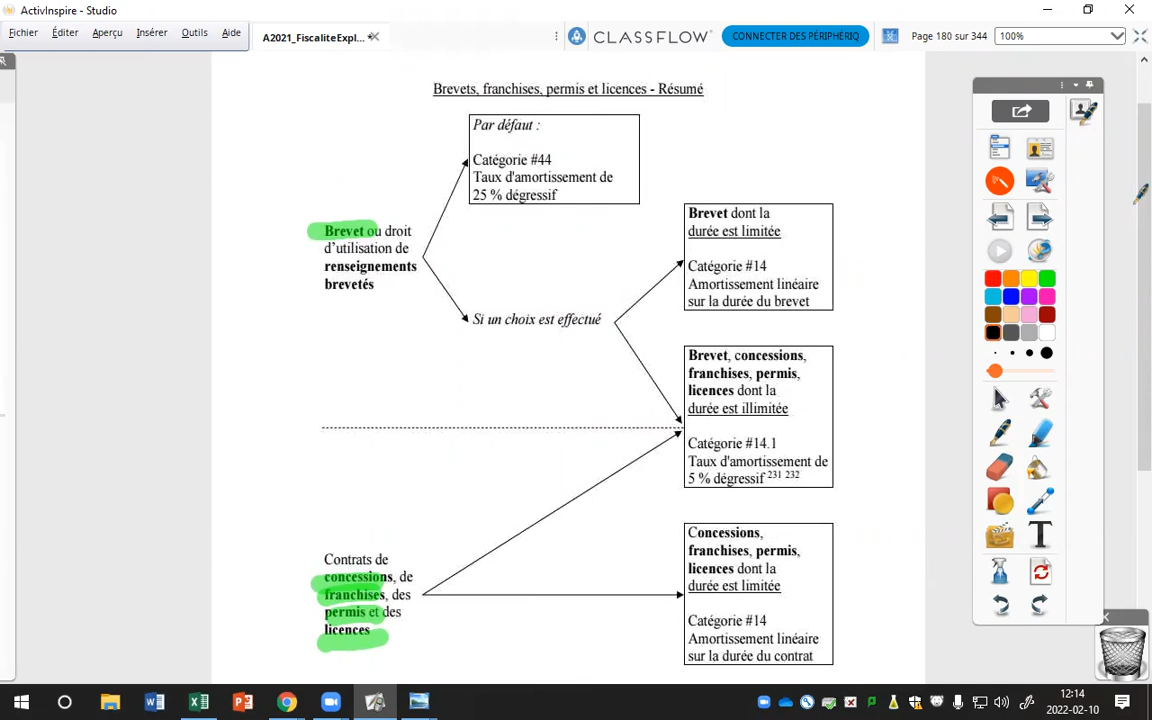 ActivInspire - Studio
Fichier Éditer Aperçu Insérer Outils Aide
A2021_FiscaliteExpl...
CLASSFLOW
CONNECTER DES PÉRIPHÉRIQ
Page 180 sur 344
100%
Brevets, franchises, permis et licences - Résumé
Par défaut :
Catégorie #44
Taux d'amortissement de
25 % dégressif
Brevet ou droit
d'utilisation de
renseignements
brevetés
Si un choix est effectué
Brevet dont la
durée est limitée
Catégorie #14
Amortissement linéaire
sur la durée du brevet
Brevet, concessions,
franchises, permis,
licences dont la
durée est illimitée
Catégorie #14.1
Taux d'amortissement de
5 % dégressif 231 232
Contrats de
concessions, de
franchises, des
permis et des
licences
Concessions,
franchises, permis,
licences dont la
durée est limitée
Catégorie #14
Amortissement linéaire
sur la durée du contrat
12:14
2022-02-10